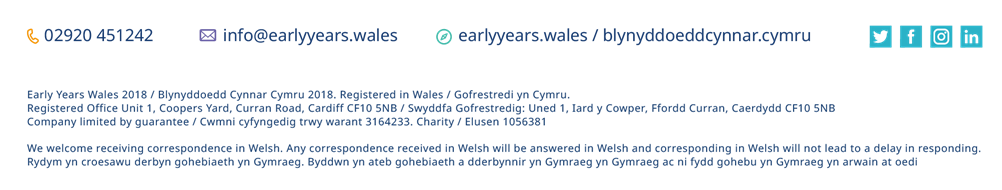 02920 451242 info@earlyyears.wales earlyyears.wales / blynyddoeddcynnar.cymru
Early Years Wales 2018 / Blynyddoedd Cynnar Cymru 2018. Registered in Wales / Gofrestredi yn Cymru.
Registered Office Unit 1, Coopers Yard, Curran Road, Cardiff CF10 5NB / Swyddfa Gofrestredig: Uned 1, Iard y Cowper, Ffordd Curran, Caerdydd CF10 5NB
Company limited by guarantee / Cwmni cyfyngedig trwy warant 3164233. Charity / Elusen 1056381
We welcome receiving correspondence in Welsh. Any correspondence received in Welsh will be answered in Welsh and corresponding in Welsh will not lead to a delay in responding.
Rydym yn croesawu derbyn gohebiaeth yn Gymraeg. Byddwn yn ateb gohebiaeth a dderbynnir yn Gymraeg yn Gymraeg ac ni fydd gohebu yn Gymraeg yn arwain at oedi